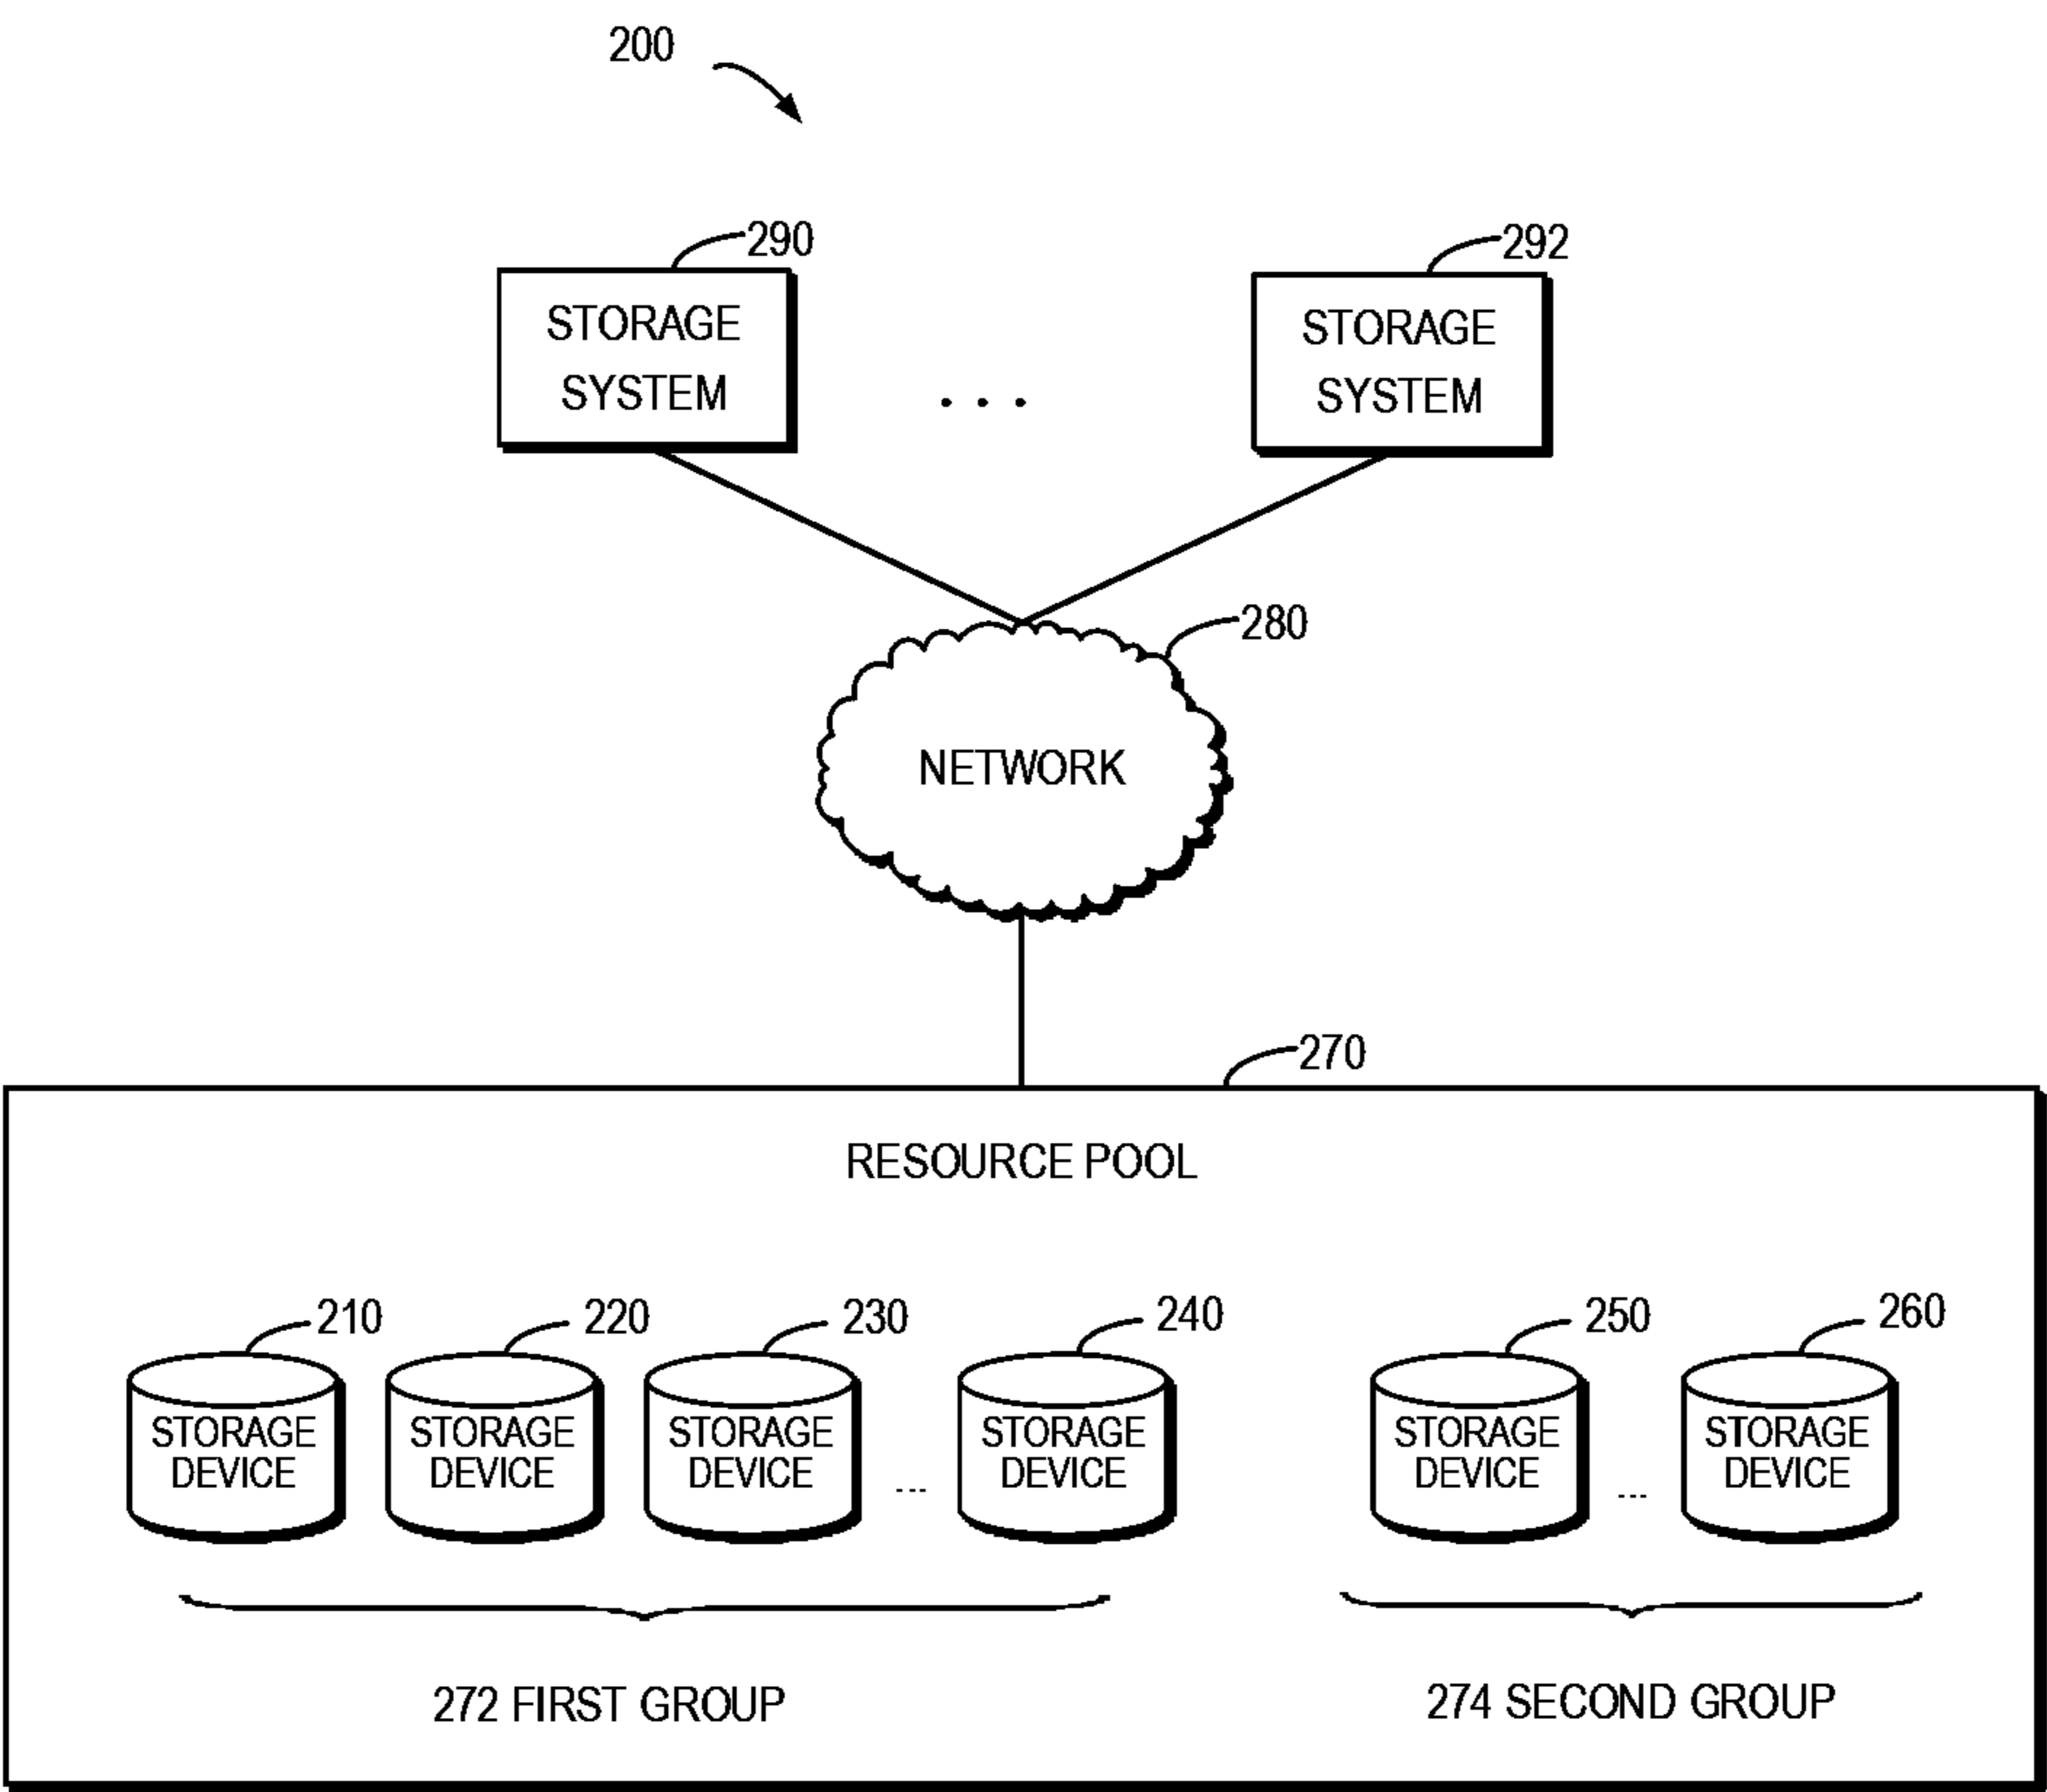 200
290
292
STORAGE
SYSTEM
...
STORAGE
SYSTEM
280
NETWORK
270
RESOURCE POOL
210
220
230
240
250
260
STORAGE
DEVICE
STORAGE
DEVICE
STORAGE
DEVICE
...
STORAGE
DEVICE
STORAGE
DEVICE
...
STORAGE
DEVICE
272 FIRST GROUP
274 SECOND GROUP